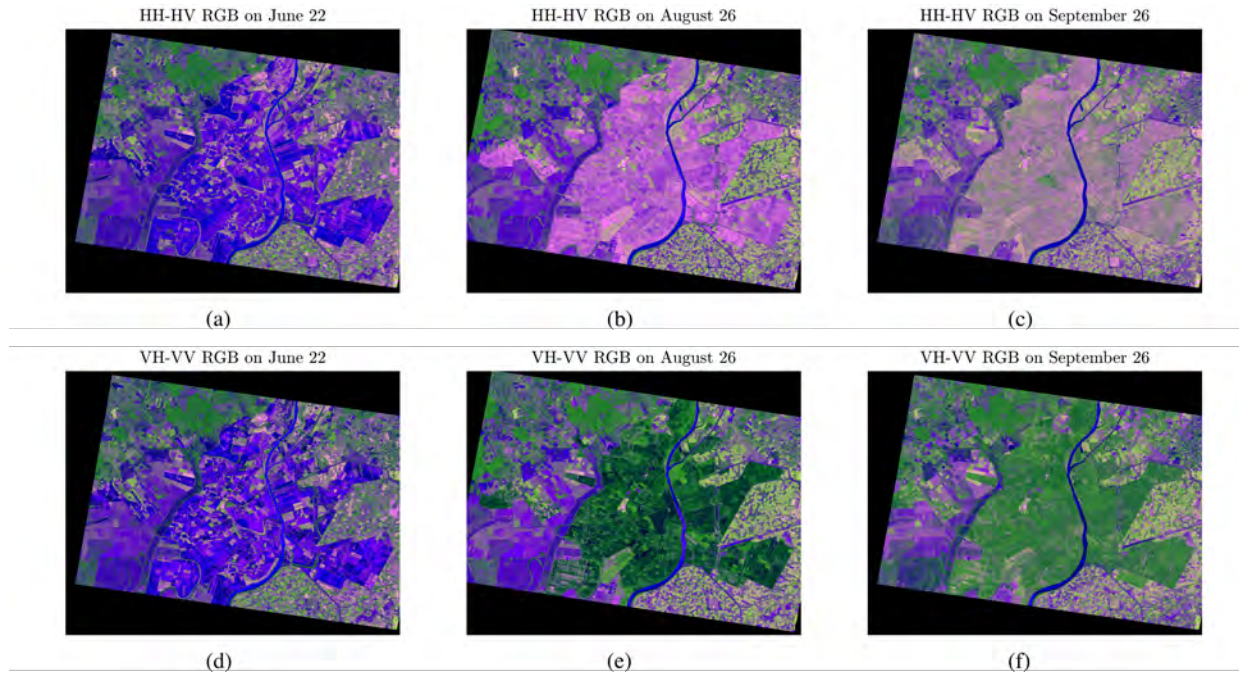 HH-HV RGB on June 22
HH-HV RGB on August 26
HH-HV RGB on September 26
(a)
(b)
(c)
VH-VV RGB on June 22
VH-VV RGB on August 26
VH-VV RGB on September 26
(d)
(e)
(f)